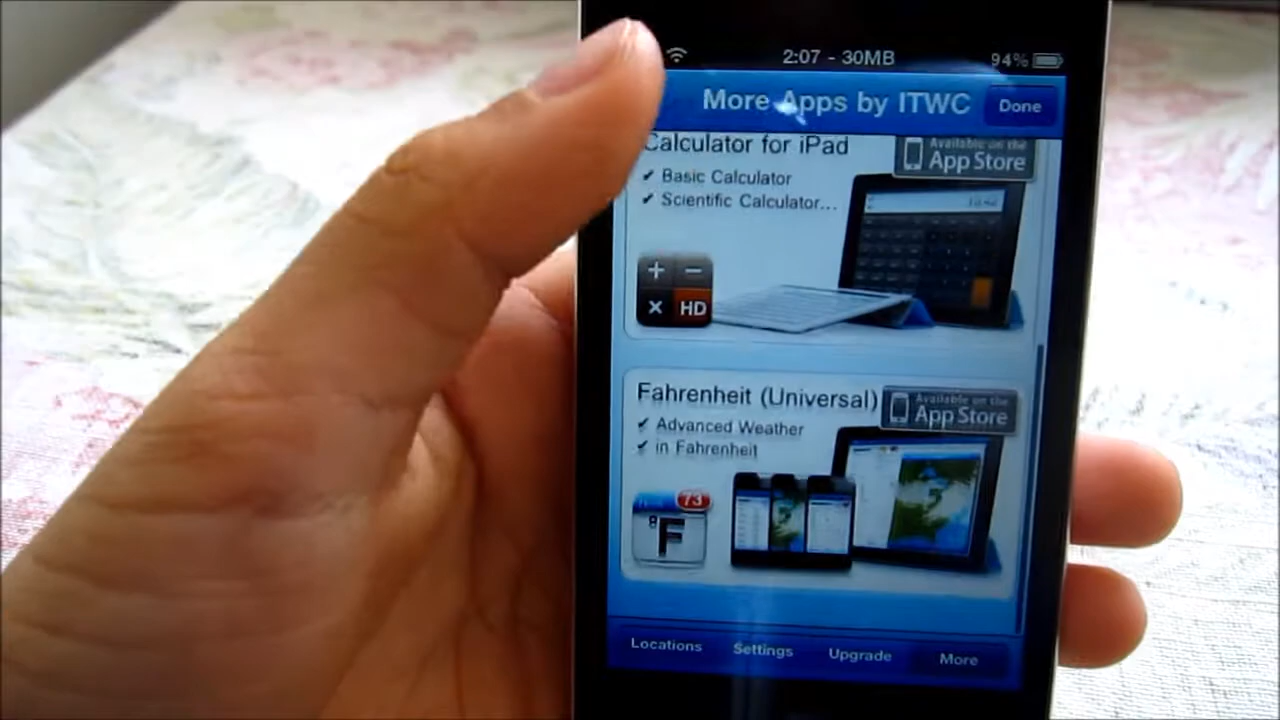 2:07 - 30MB
94%
More Apps by ITWC
Done
Calculator for iPad
Available on the
App Store
✔ Basic Calculator
✔ Scientific Calculator...
+ −
× HD
Fahrenheit (Universal)
Available on the
App Store
✔ Advanced Weather
✔ in Fahrenheit
73
8
F
Locations
Settings
Upgrade
More